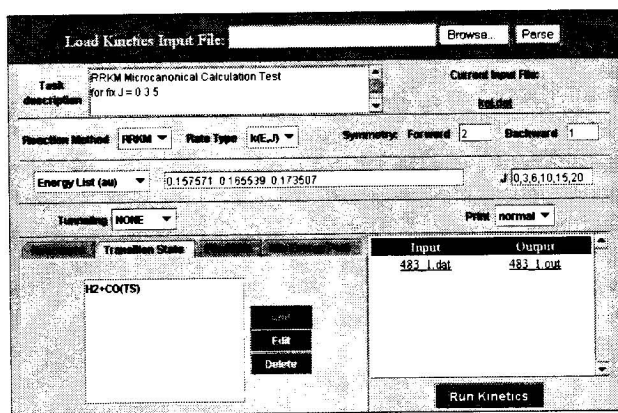 Load Kinetics Input File: Browse... Parse
Task description RRKM Microcanonical Calculation Test
for fix J = 0 3 5
Current Input File:
Reaction Method RRKM Rate Type k(E,J) Symmetry: Forward 2 Backward 1
Energy List (au) 0.157571 0.165539 0.173507 J 0,3,6,10,15,20
Tunneling NONE Print normal
Transition State
Input Output
483_1.dat 483_1.out
H2+CO(TS)
Edit
Delete
Run Kinetics